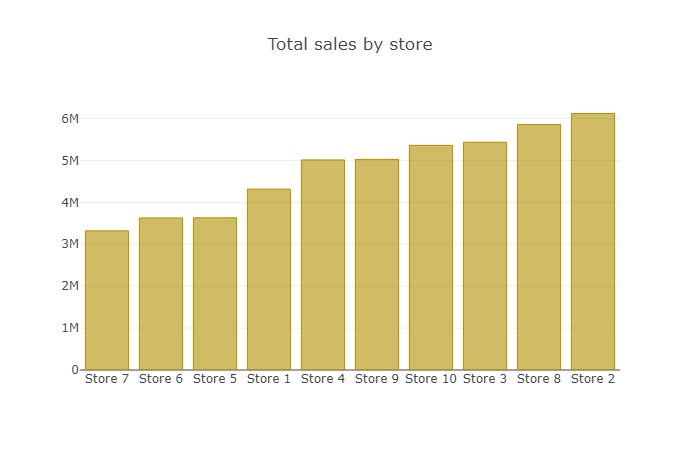 Total sales by store
6M
5M
4M
3M
2M
1M
0
Store 7 Store 6 Store 5 Store 1 Store 4 Store 9 Store 10 Store 3 Store 8 Store 2